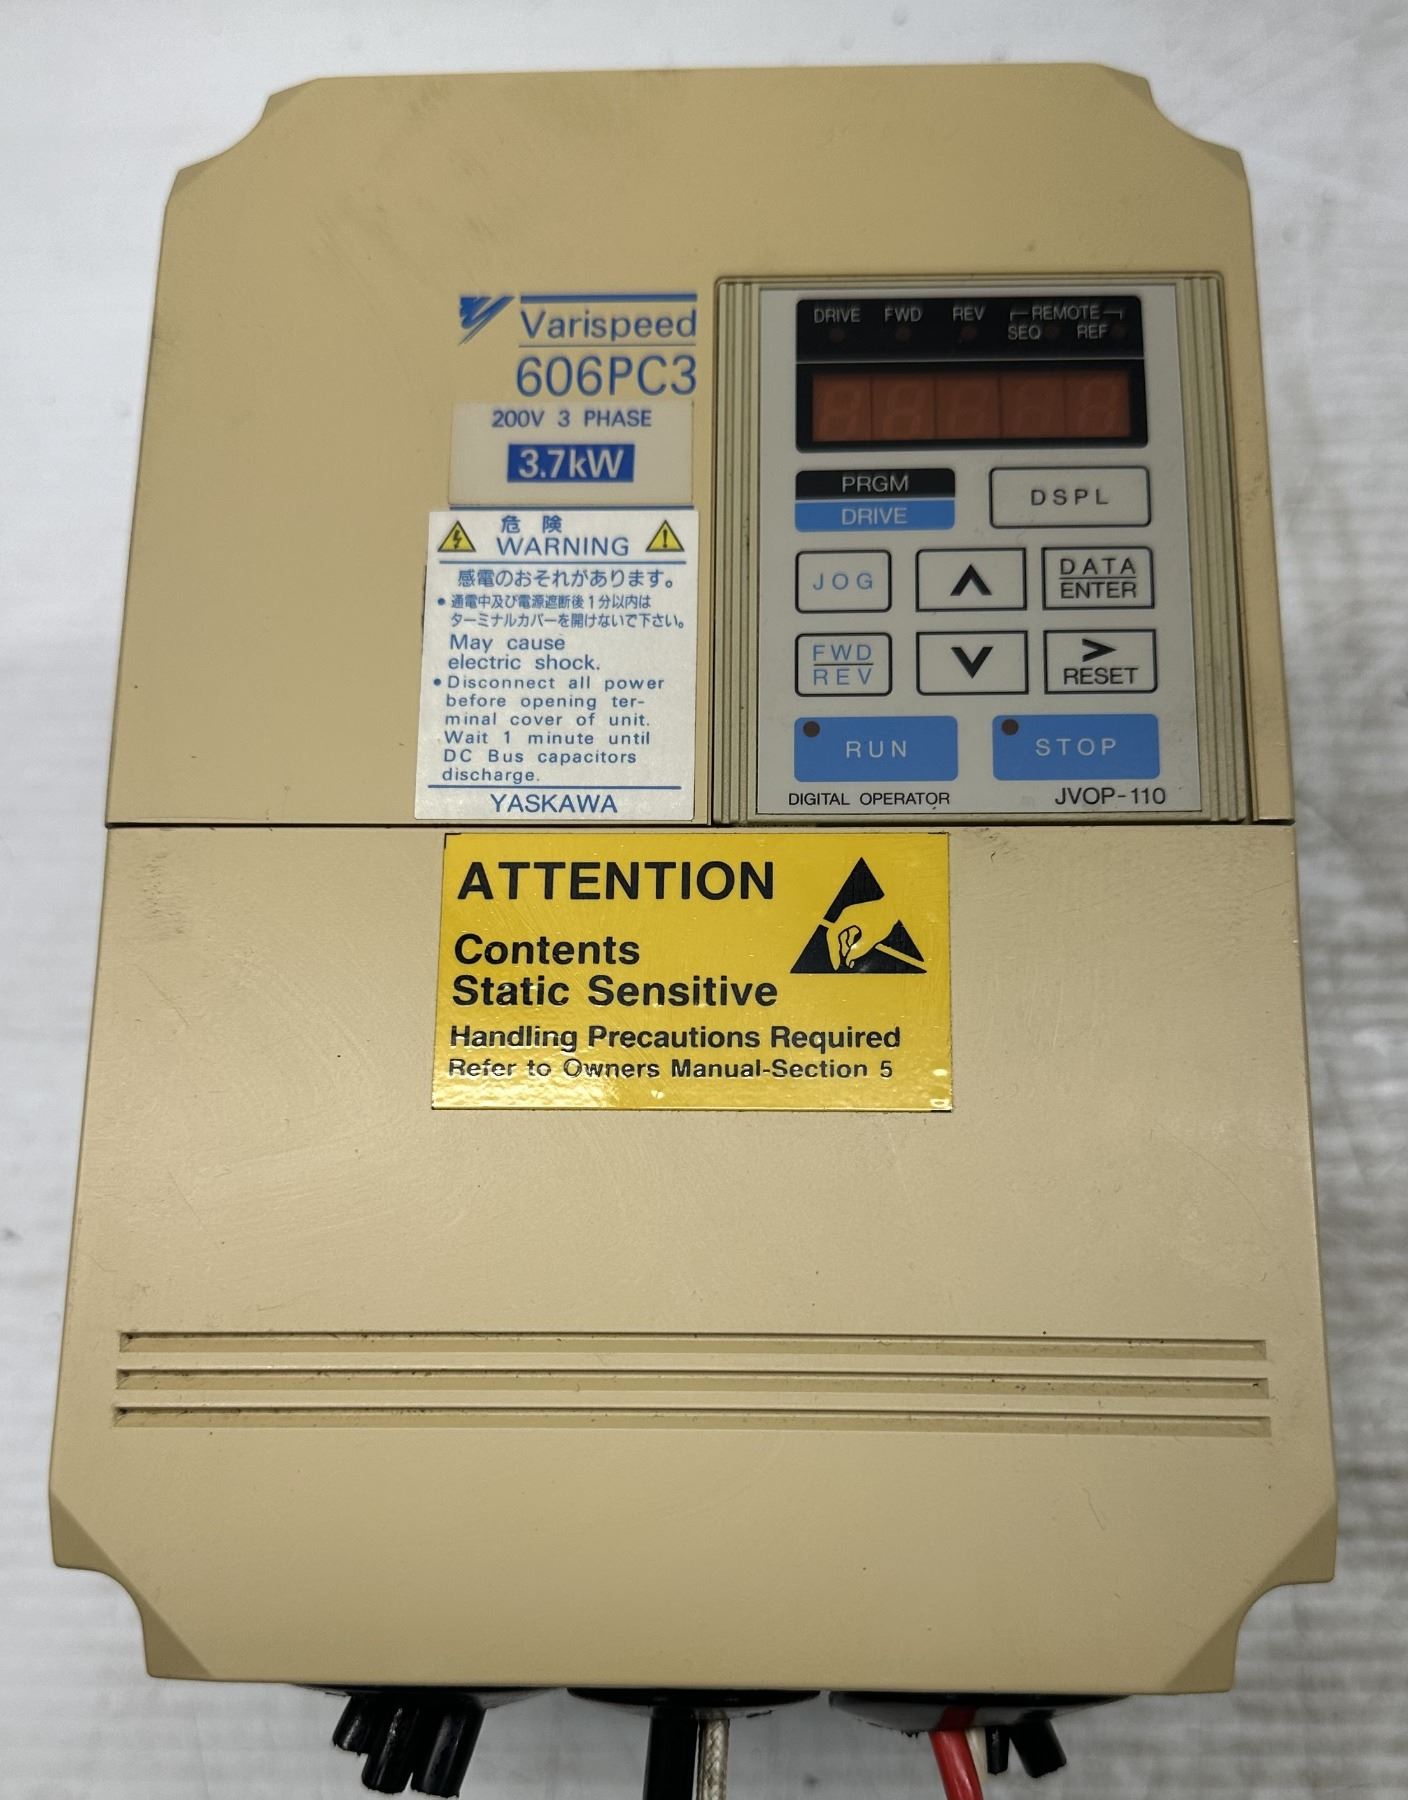 Varispeed
606PC3
200V 3 PHASE
3.7kW
危険
WARNING
感電のおそれがあります。
• 通電中及び電源遮断後1分以内は
ターミナルカバーを開けないで下さい。
May cause
electric shock.
• Disconnect all power
before opening ter-
minal cover of unit.
Wait 1 minute until
DC Bus capacitors
discharge.
YASKAWA
DRIVE FWD REV REMOTE
SEQ REF
PRGM
DRIVE
DSPL
JOG
DATA
ENTER
FWD
REV
>
RESET
RUN
STOP
DIGITAL OPERATOR JVOP-110
ATTENTION
Contents
Static Sensitive
Handling Precautions Required
Refer to Owners Manual-Section 5